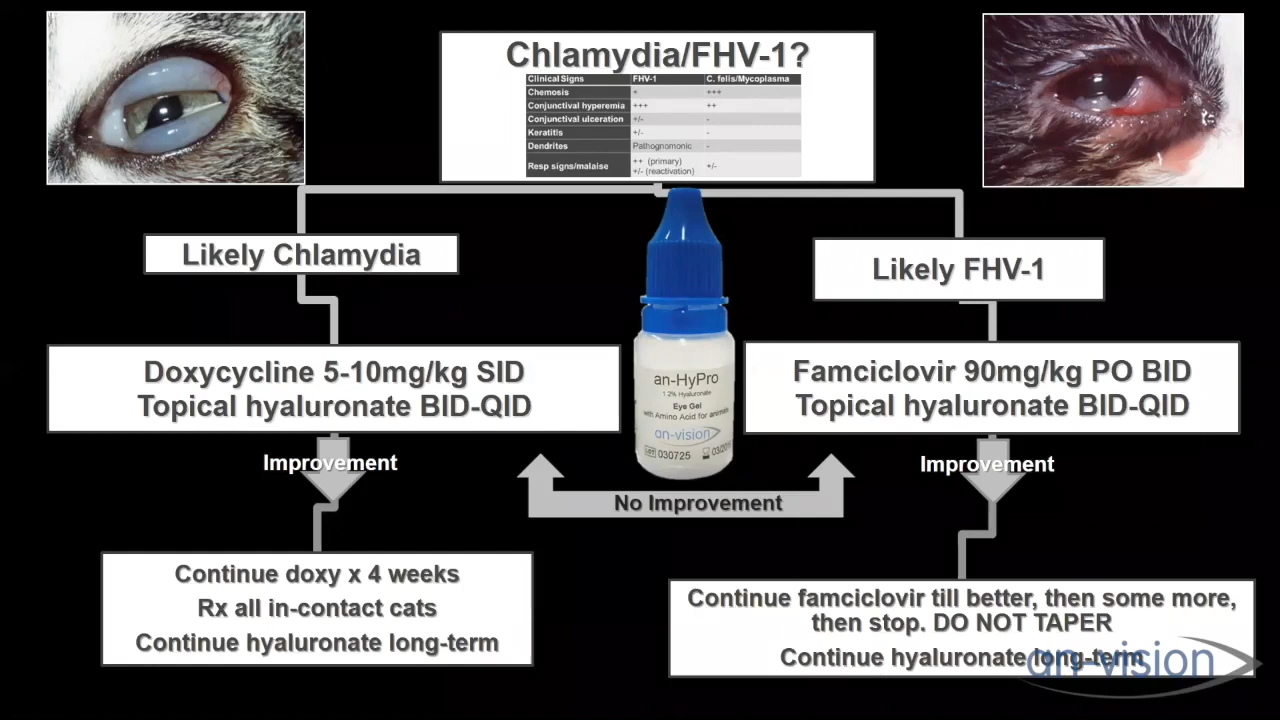 Chlamydia/FHV-1?
Clinical Signs FHV-1 C. felis/Mycoplasma
Chemosis + +++
Conjunctival hyperemia +++ ++
Conjunctival ulceration +/- -
Keratitis +/- -
Dendrites Pathognomonic -
Resp signs/malaise ++ (primary) +/-
+/- (reactivation)
Likely Chlamydia
Likely FHV-1
Doxycycline 5-10mg/kg SID
Topical hyaluronate BID-QID
Famciclovir 90mg/kg PO BID
Topical hyaluronate BID-QID
an-HyPro
1.2% Hyaluronate
Eye Gel
with Amino Acid for animals
an-vision
LOT 030725
Improvement
No Improvement
Improvement
Continue doxy x 4 weeks
Rx all in-contact cats
Continue hyaluronate long-term
Continue famciclovir till better, then some more,
then stop. DO NOT TAPER
Continue hyaluronate long-term
an-vision